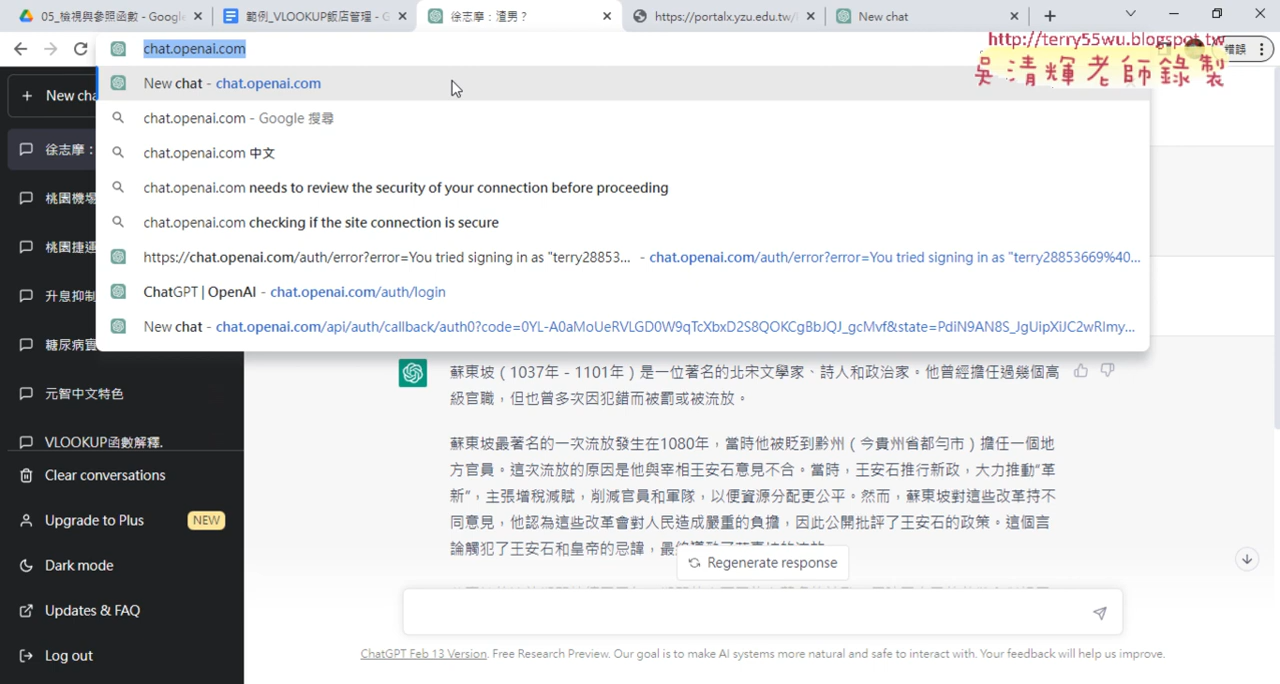 05_檢視與參照函數 - Google
範例_VLOOKUP飯店管理 - G
徐志摩：渣男？
https://portalx.yzu.edu.tw/
New chat
chat.openai.com
http://terry55wu.blogspot.tw
吳清輝老師錄製
錯誤
New chat
New chat - chat.openai.com
chat.openai.com - Google 搜尋
chat.openai.com 中文
chat.openai.com needs to review the security of your connection before proceeding
chat.openai.com checking if the site connection is secure
https://chat.openai.com/auth/error?error=You tried signing in as "terry28853... - chat.openai.com/auth/error?error=You tried signing in as "terry28853669%40...
ChatGPT | OpenAI - chat.openai.com/auth/login
New chat - chat.openai.com/api/auth/callback/auth0?code=0YL-A0aMoUeRVLGD0W9qTcXbxD2S8QOKCgBbJQJ_gcMvf&state=PdiN9AN8S_JgUipXiJC2wRlmy...
徐志摩：
桃園機場
桃園捷運
升息抑制
糖尿病
元智中文特色
VLOOKUP函數解釋.
Clear conversations
Upgrade to Plus NEW
Dark mode
Updates & FAQ
Log out
蘇東坡（1037年 - 1101年）是一位著名的北宋文學家、詩人和政治家。他曾經擔任過幾個高
級官職，但也曾多次因犯錯而被罰或被流放。
蘇東坡最著名的一次流放發生在1080年，當時他被貶到黔州（今貴州省都勻市）擔任一個地
方官員。這次流放的原因是他與宰相王安石意見不合。當時，王安石推行新政，大力推動“革
新”，主張增稅減賦，削減官員和軍隊，以便資源分配更公平。然而，蘇東坡對這些改革持不
同意見，他認為這些改革會對人民造成嚴重的負擔，因此公開批評了王安石的政策。這個言
論觸犯了王安石和皇帝的忌諱，最
Regenerate response
ChatGPT Feb 13 Version. Free Research Preview. Our goal is to make AI systems more natural and safe to interact with. Your feedback will help us improve.